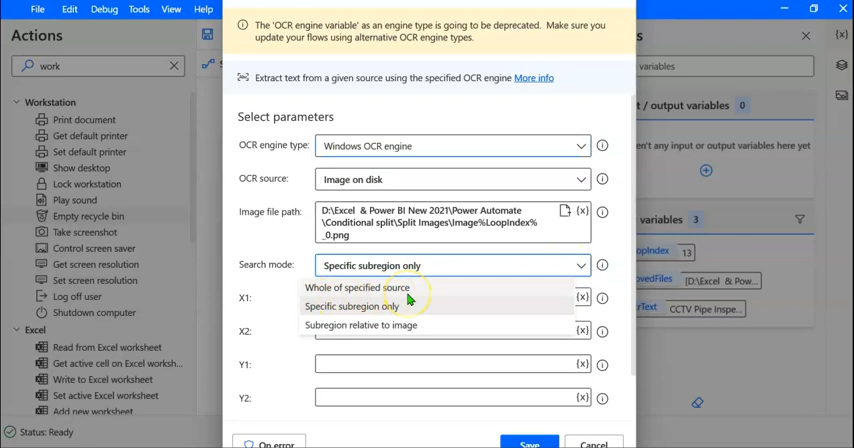 File Edit Debug Tools View Help
Actions
work
Workstation
Print document
Get default printer
Set default printer
Show desktop
Lock workstation
Play sound
Empty recycle bin
Take screenshot
Control screen saver
Get screen resolution
Set screen resolution
Log off user
Shutdown computer
Excel
Read from Excel worksheet
Get active cell on Excel worksh...
Write to Excel worksheet
Set active Excel worksheet
Add new worksheet
Status: Ready
The 'OCR engine variable' as an engine type is going to be deprecated. Make sure you
update your flows using alternative OCR engine types.
Extract text from a given source using the specified OCR engine More info
Select parameters
OCR engine type: Windows OCR engine
OCR source: Image on disk
Image file path: D:\Excel & Power BI New 2021\Power Automate
\Conditional split\Split Images\Image%LoopIndex%
_0.png
{x}
Search mode: Specific subregion only
Whole of specified source
Specific subregion only
Subregion relative to image
X1: {x}
X2: {x}
Y1: {x}
Y2: {x}
On error Save Cancel
{x}
variables
t / output variables 0
n't any input or output variables here yet
variables 3
oopIndex 13
ovedFiles [D:\Excel & Powe...
rText CCTV Pipe Inspe...